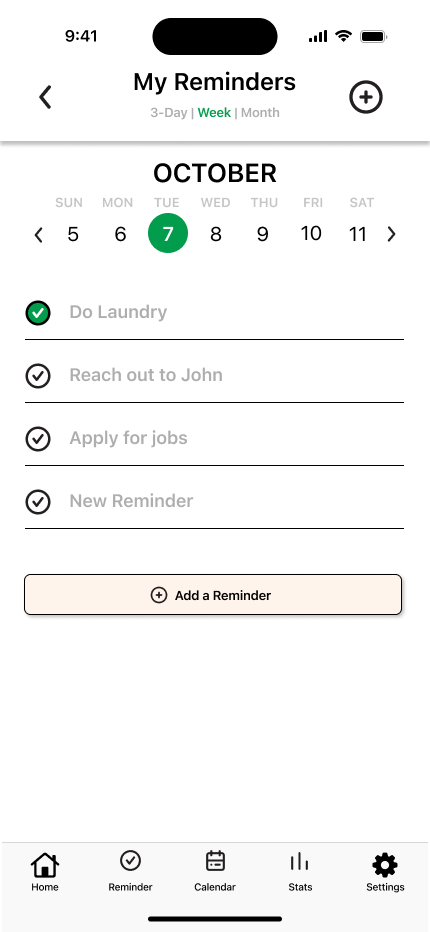 9:41
My Reminders
3-Day | Week | Month
OCTOBER
SUN MON TUE WED THU FRI SAT
5 6 7 8 9 10 11
Do Laundry
Reach out to John
Apply for jobs
New Reminder
Add a Reminder
Home Reminder Calendar Stats Settings